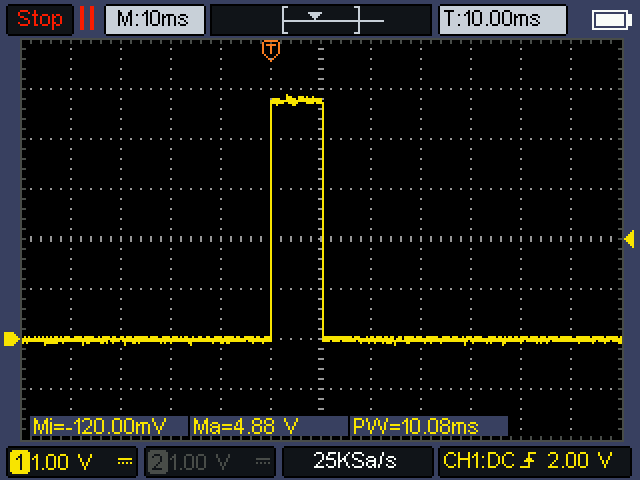 Stop M:10ms T:10.00ms
T
Mi=-120.00mV Ma=4.88 V PW=10.08ms
1 1.00 V 2 1.00 V 25KSa/s CH1:DC 2.00 V